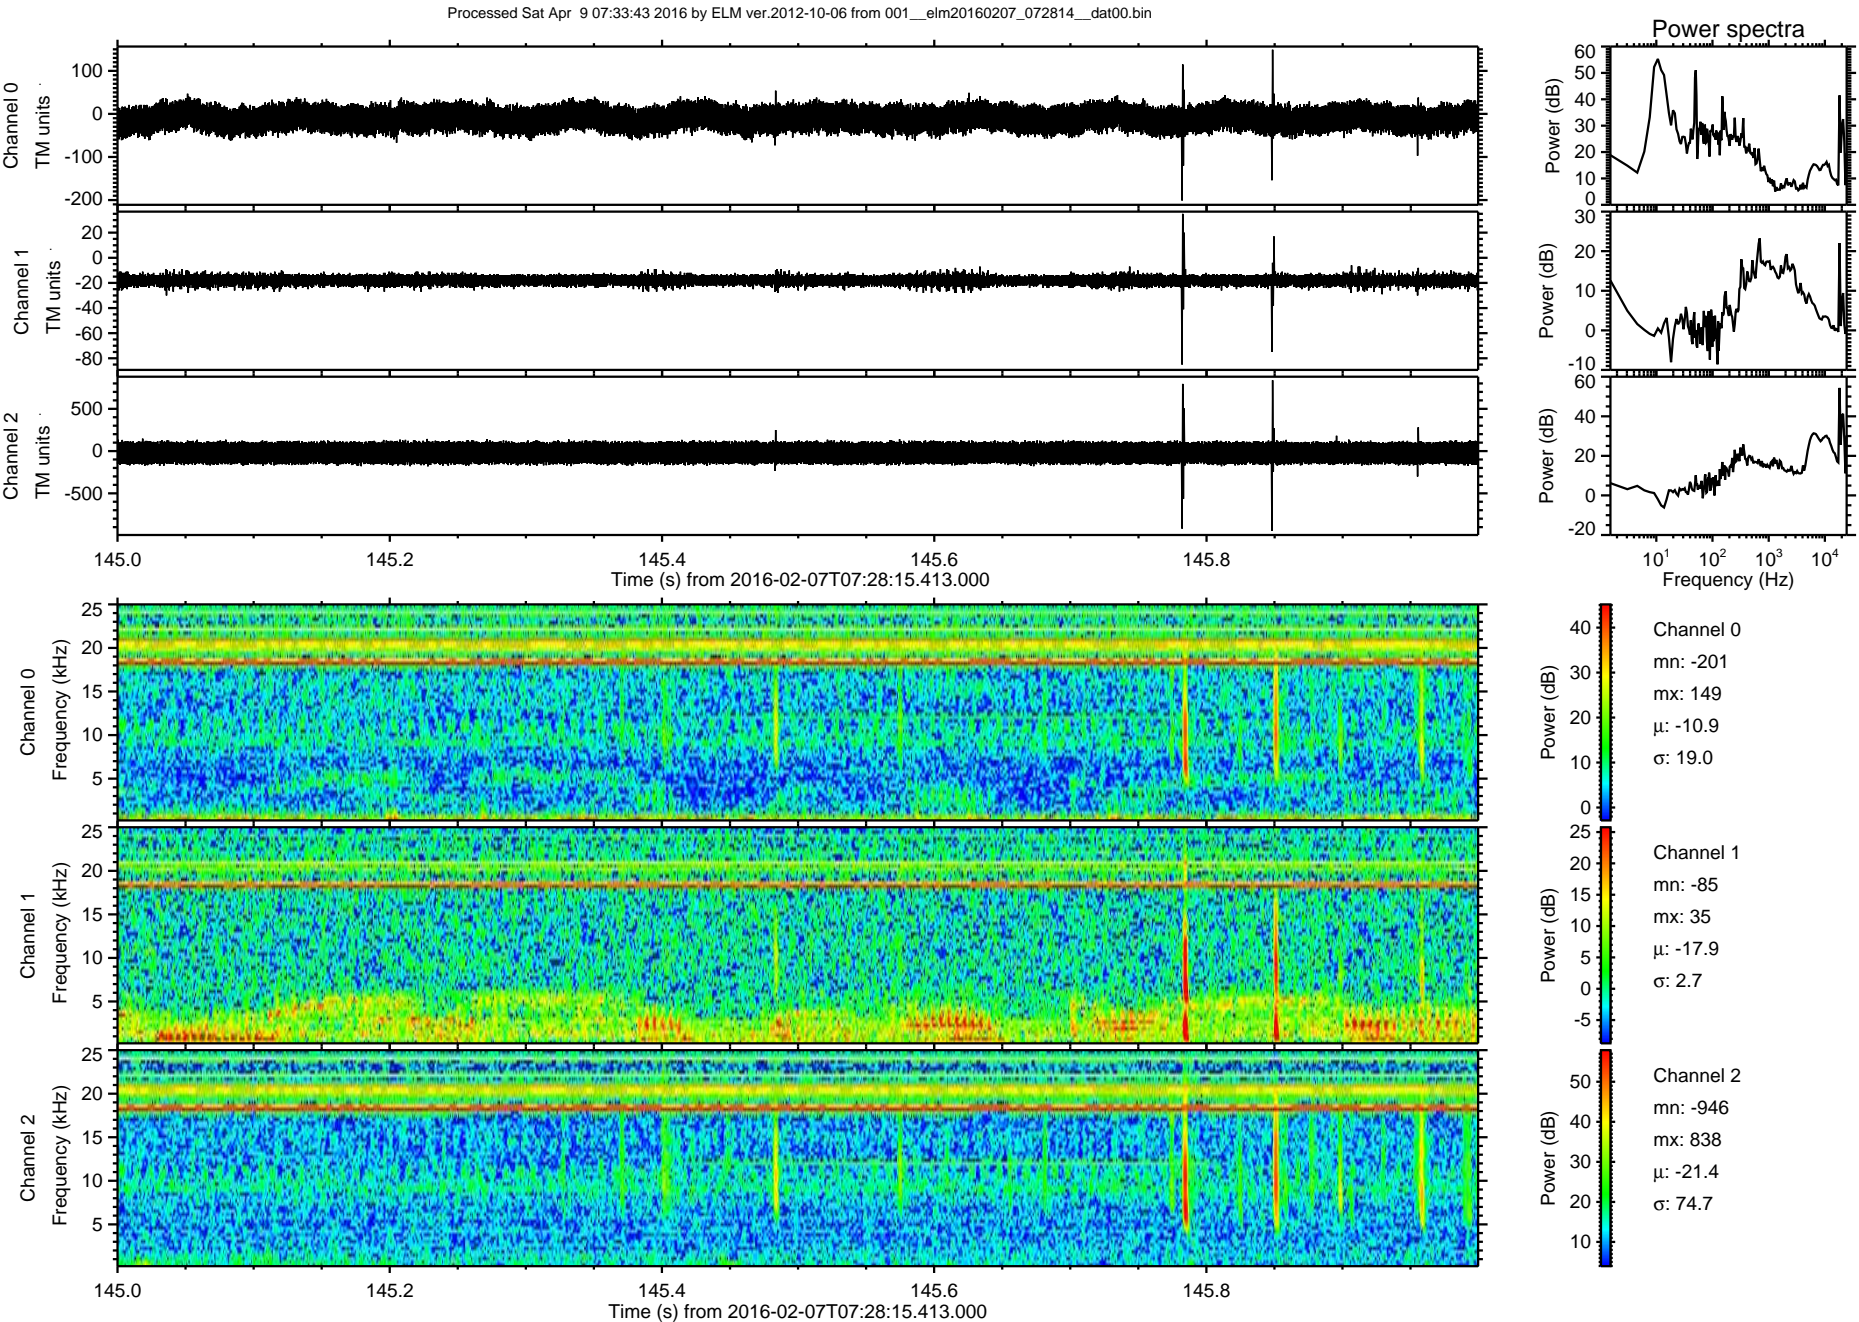 Processed Sat Apr  9 07:33:43 2016 by ELM ver.2012-10-06 from 001__elm20160207_072814__dat00.bin
Power spectra
Channel 0
TM units
100
0
-100
-200
Power (dB)
60
50
40
30
20
10
0
Channel 1
TM units
20
0
-20
-40
-60
-80
Power (dB)
30
20
10
0
-10
Channel 2
TM units
500
0
-500
Power (dB)
60
40
20
0
-20
145.0 145.2 145.4 145.6 145.8
Time (s) from 2016-02-07T07:28:15.413.000
10^1 10^2 10^3 10^4
Frequency (Hz)
Channel 0
Frequency (kHz)
25
20
15
10
5
Power (dB)
40
30
20
10
0
Channel 0
mn: -201
mx: 149
µ: -10.9
σ: 19.0
Channel 1
Frequency (kHz)
25
20
15
10
5
Power (dB)
25
20
15
10
5
0
-5
Channel 1
mn: -85
mx: 35
µ: -17.9
σ: 2.7
Channel 2
Frequency (kHz)
25
20
15
10
5
Power (dB)
50
40
30
20
10
Channel 2
mn: -946
mx: 838
µ: -21.4
σ: 74.7
145.0 145.2 145.4 145.6 145.8
Time (s) from 2016-02-07T07:28:15.413.000